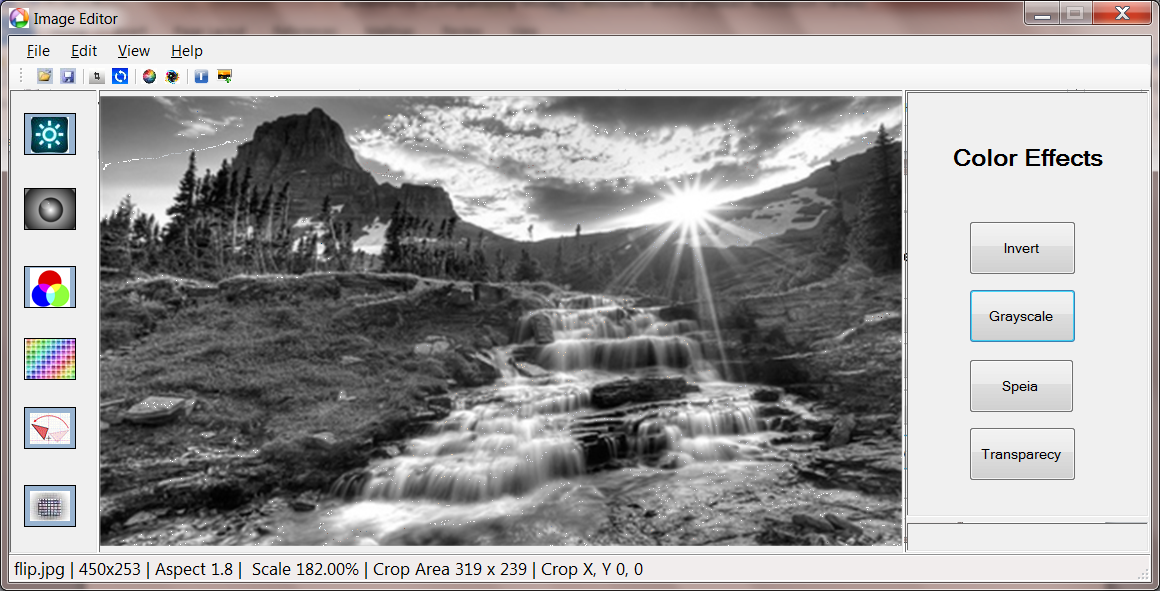 Image Editor
File Edit View Help
Color Effects
Invert
Grayscale
Speia
Transparecy
flip.jpg | 450x253 | Aspect 1.8 | Scale 182.00% | Crop Area 319 x 239 | Crop X, Y 0, 0